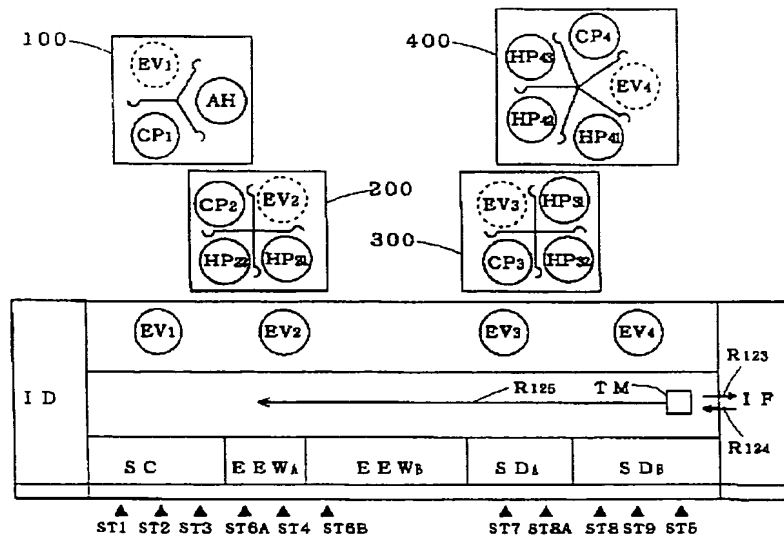 100
EV1
AH
CP1
400
CP4
HP43
EV4
HP42
HP41
200
CP2
EV2
HP22
HP21
300
EV3
HP31
CP3
HP32
EV1
EV2
EV3
EV4
R123
ID
R125
TM
IF
R124
SC
EEWA
EEWB
SDA
SDB
ST1 ST2 ST3 ST6A ST4 ST6B ST7 ST8A ST8 ST9 ST5